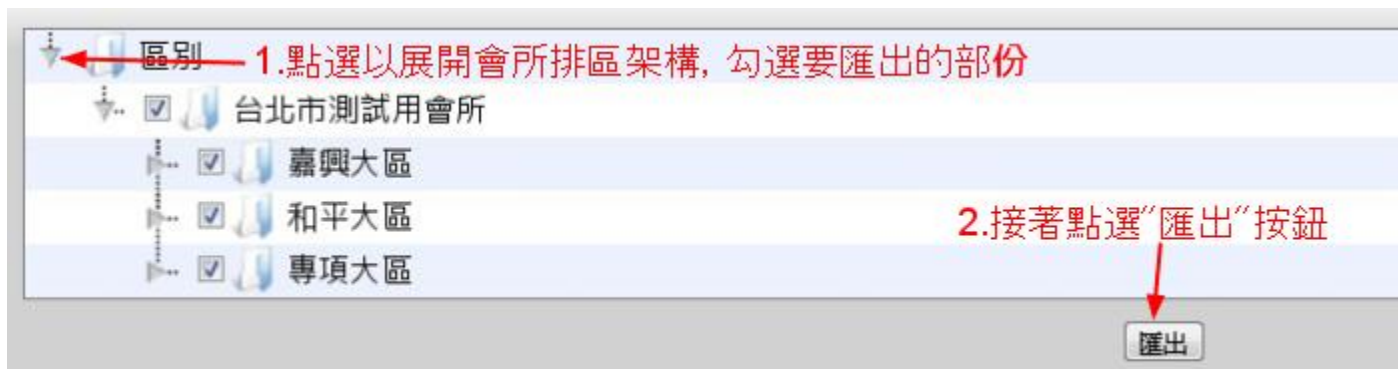 區別 1.點選以展開會所排區架構, 勾選要匯出的部份
台北市測試用會所
嘉興大區
和平大區
2.接著點選"匯出"按鈕
專項大區
匯出